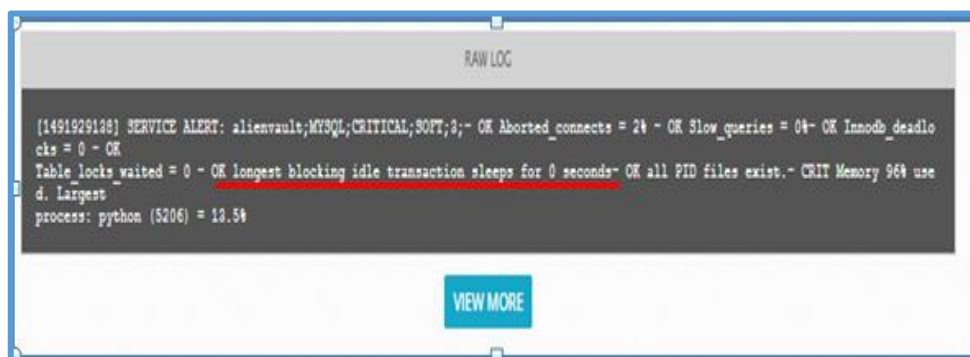 RAW LOG
[1491929138] SERVICE ALERT: alienvault;MYSQL;CRITICAL;SOFT;3;- OK Aborted_connects = 2% - OK Slow_queries = 0%- OK Innodb_deadlo
cks = 0 - OK
Table_locks_waited = 0 - OK longest blocking idle transaction sleeps for 0 seconds- OK all PID files exist.- CRIT Memory 96% use
d. Largest
process: python (5206) = 13.5%
VIEW MORE